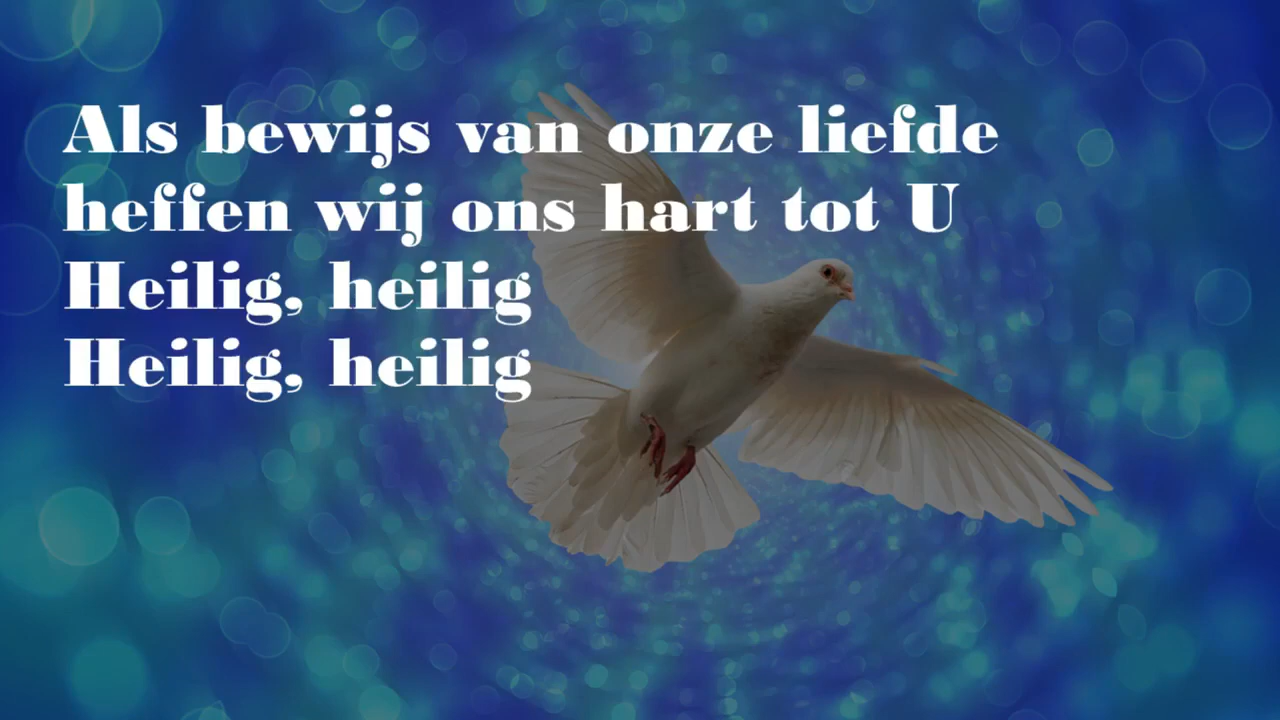 Als bewijs van onze liefde
heffen wij ons hart tot U
Heilig, heilig
Heilig, heilig